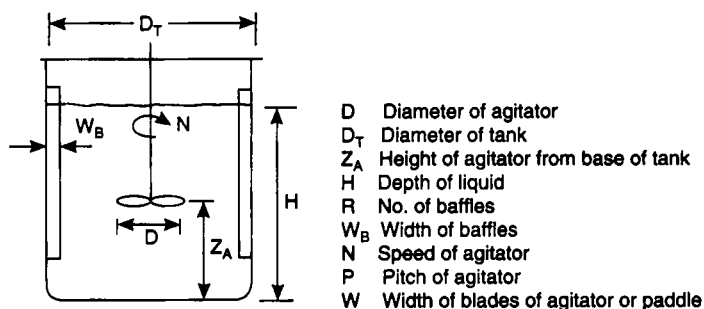 D_T
W_B
N
H
D
Z_A
D Diameter of agitator
D_T Diameter of tank
Z_A Height of agitator from base of tank
H Depth of liquid
R No. of baffles
W_B Width of baffles
N Speed of agitator
P Pitch of agitator
W Width of blades of agitator or paddle